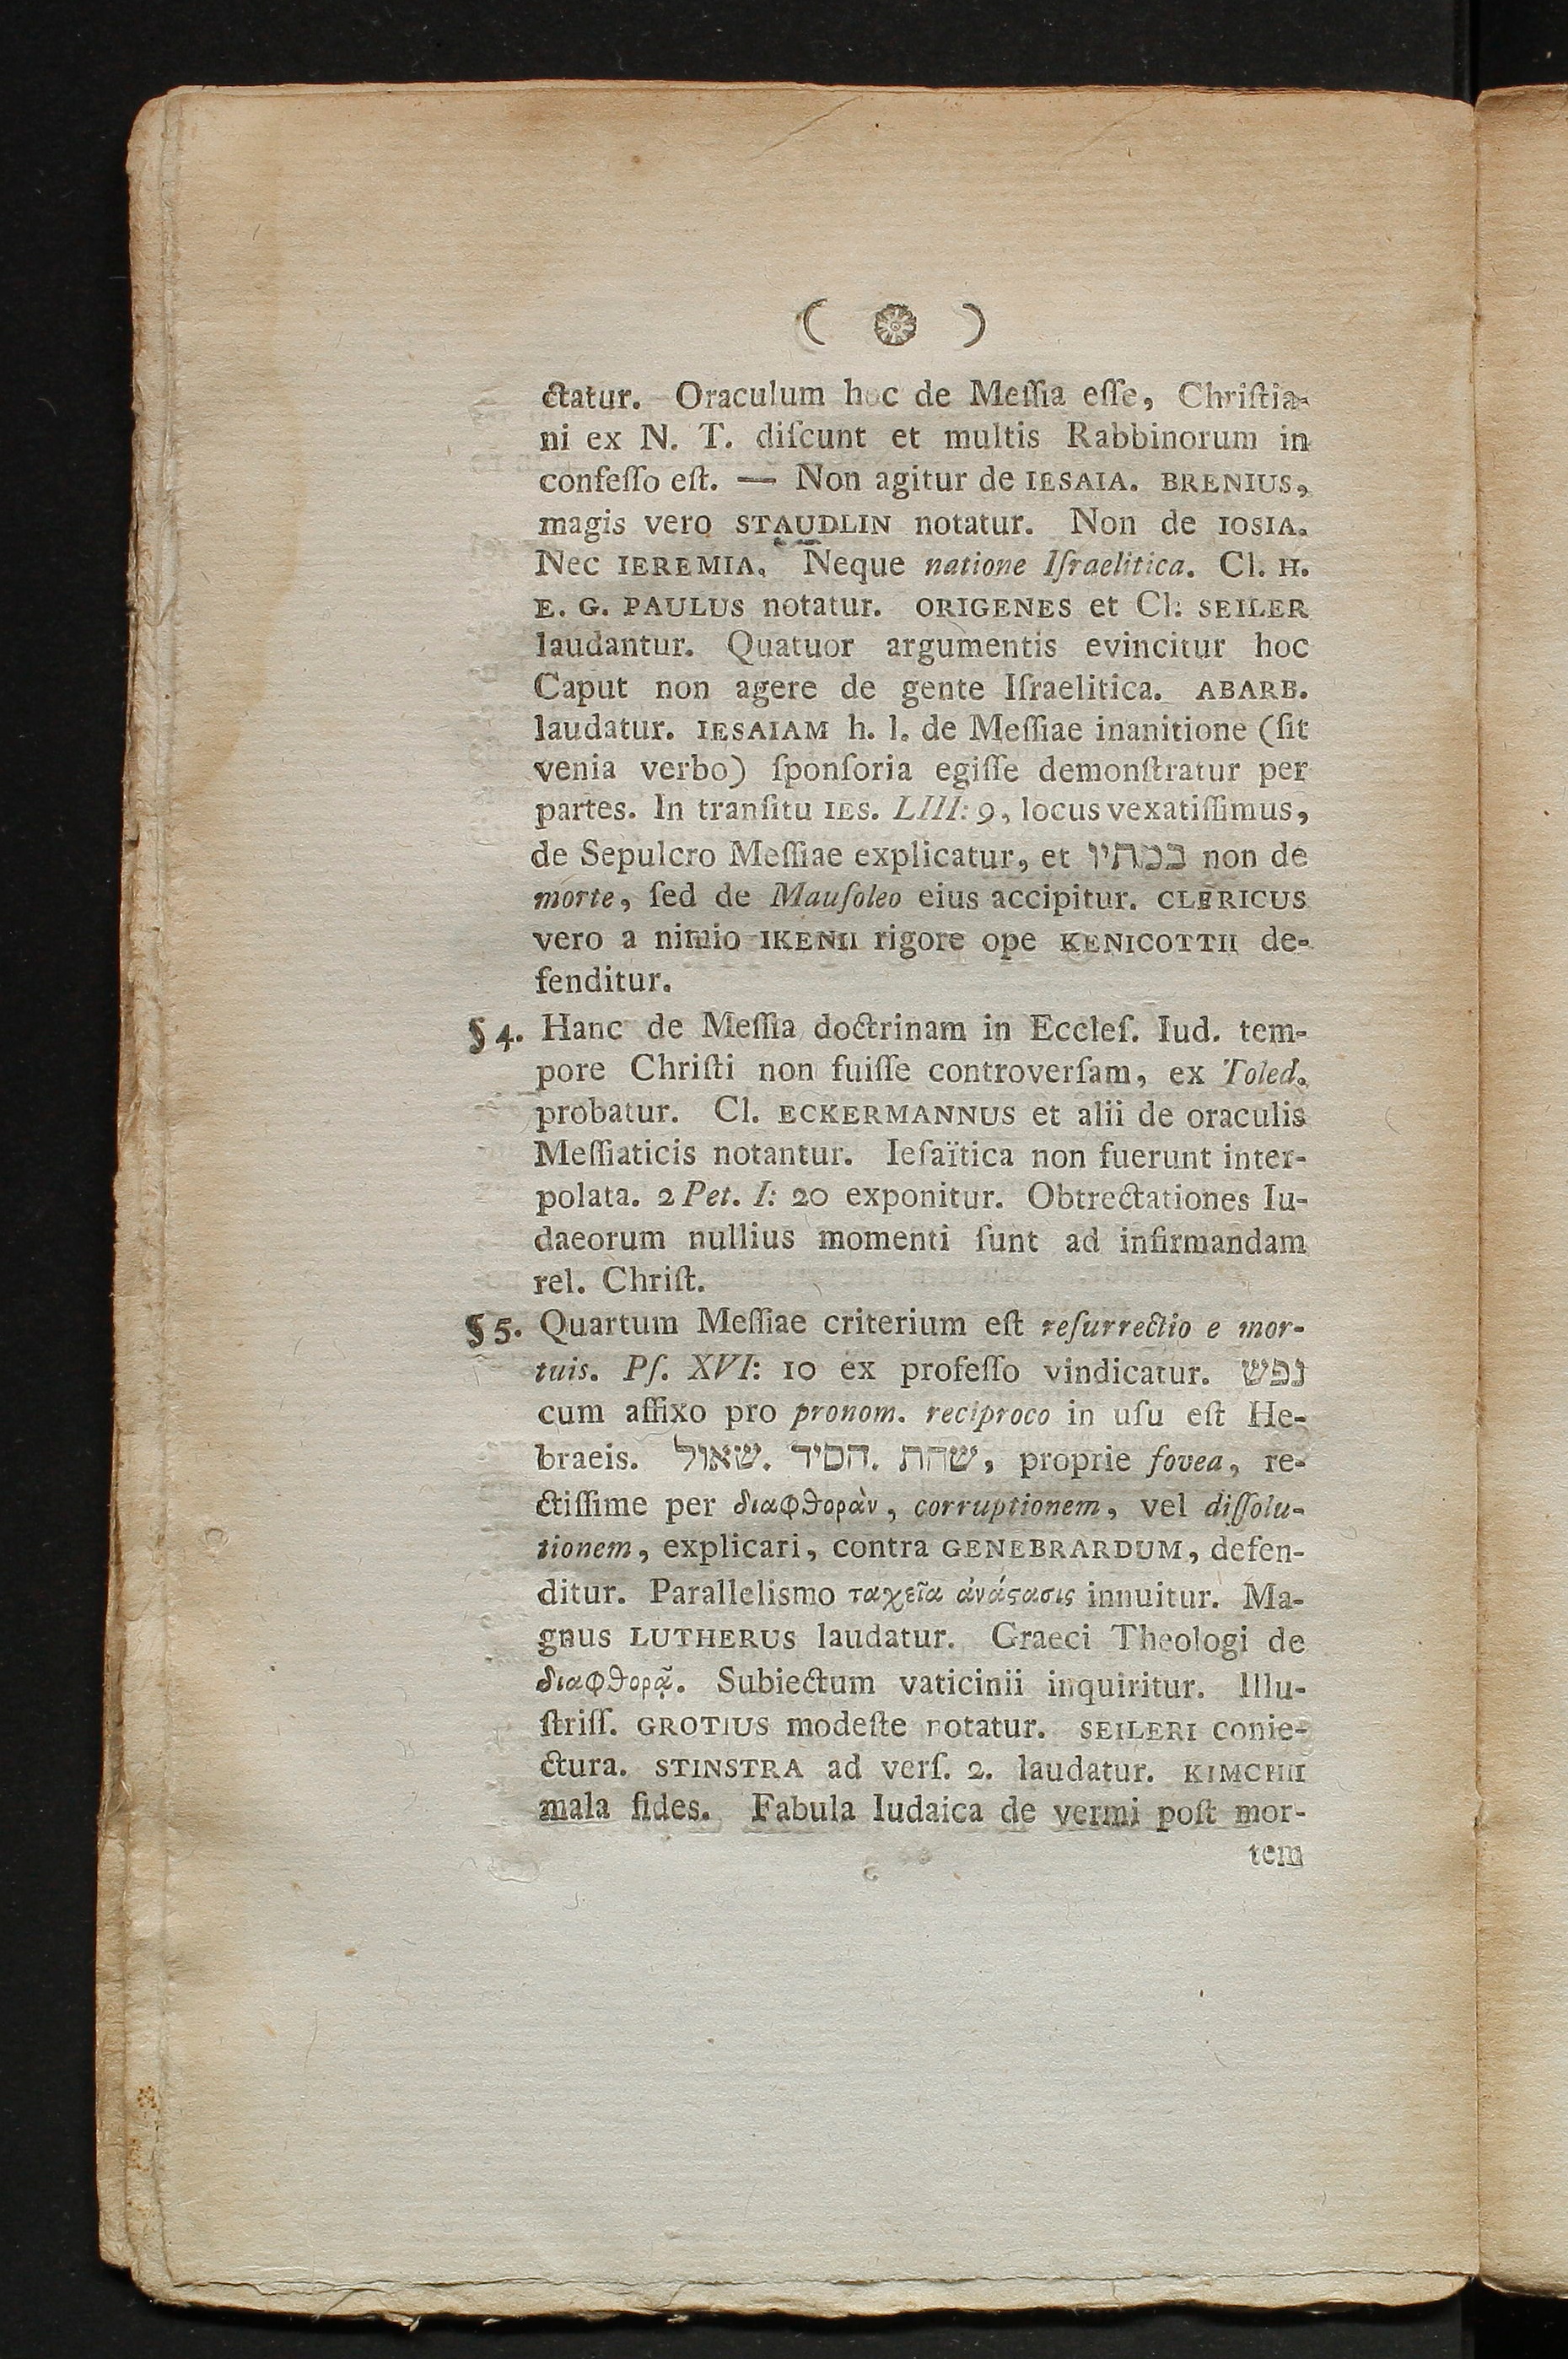 ( )
ctatur. Oraculum hoc de Meſſia eſſe, Chriſtia-
ni ex N. T. diſcunt et multis Rabbinorum in
confeſſo eſt. — Non agitur de IESAIA. BRENIUS,
magis vero STAUDLIN notatur. Non de IOSIA.
Nec IEREMIA. Neque natione Iſraelitica. Cl. H.
E. G. PAULUS notatur. ORIGENES et Cl. SEILER
laudantur. Quatuor argumentis evincitur hoc
Caput non agere de gente Iſraelitica. ABARB.
laudatur. IESAIAM h. l. de Meſſiae inanitione (ſit
venia verbo) ſponſoria egiſſe demonſtratur per
partes. In tranſitu IES. LIII: 9, locus vexatiſſimus,
de Sepulcro Meſſiae explicatur, et במתיו non de
morte, ſed de Mauſoleo eius accipitur. CLERICUS
vero a nimio IKENII rigore ope KENICOTTII de-
fenditur.
§ 4. Hanc de Meſſia doctrinam in Eccleſ. Iud. tem-
pore Chriſti non fuiſſe controverſam, ex Toled.
probatur. Cl. ECKERMANNUS et alii de oraculis
Meſſiaticis notantur. Ieſaïtica non fuerunt inter-
polata. 2 Pet. I: 20 exponitur. Obtrectationes Iu-
daeorum nullius momenti ſunt ad infirmandam
rel. Chriſt.
§ 5. Quartum Meſſiae criterium eſt reſurrectio e mor-
tuis. Pſ. XVI: 10 ex profeſſo vindicatur. נפש
cum affixo pro pronom. reciproco in uſu eſt He-
braeis. שאול. חסיד. שחת, proprie fovea, re-
ctiſſime per διαφθορὰν, corruptionem, vel diſſolu-
tionem, explicari, contra GENEBRARDUM, defen-
ditur. Parallelismo ταχεῖα ἀνάϛασις innuitur. Ma-
gnus LUTHERUS laudatur. Graeci Theologi de
διαφθορᾷ. Subiectum vaticinii inquiritur. Illu-
ſtriſſ. GROTIUS modeſte notatur. SEILERI conie-
ctura. STINSTRA ad verſ. 2. laudatur. KIMCHII
mala fides. Fabula Iudaica de vermi poſt mor-
tem